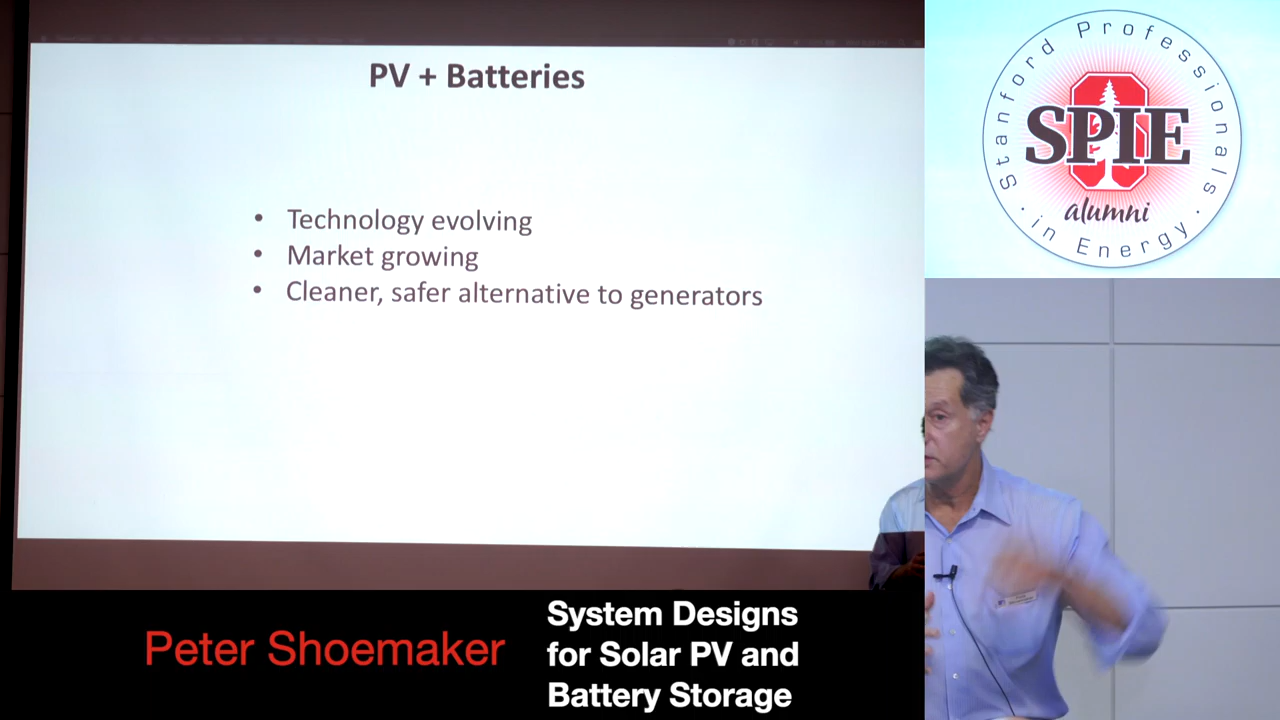 PV + Batteries
• Technology evolving
• Market growing
• Cleaner, safer alternative to generators
Stanford Professionals
SPIE
alumni
· in Energy ·
Peter Shoemaker
System Designs
for Solar PV and
Battery Storage